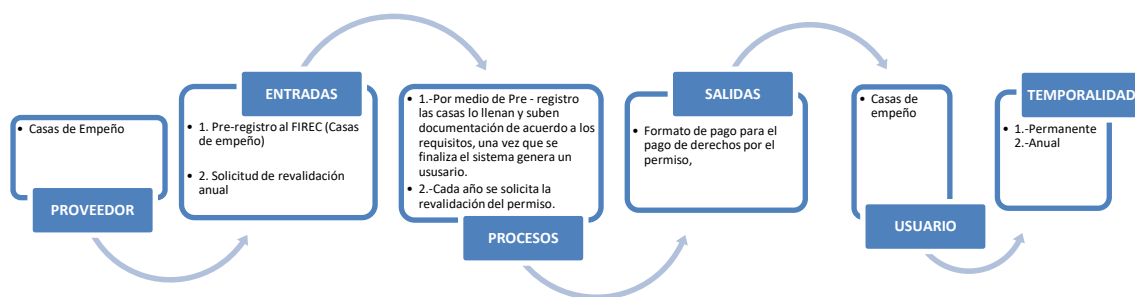 • Casas de Empeño
PROVEEDOR
ENTRADAS
• 1. Pre-registro al FIREC (Casas
de empeño)
• 2. Solicitud de revalidación
anual
• 1.-Por medio de Pre - registro
las casas lo llenan y suben
documentación de acuerdo a los
requisitos, una vez que se
finaliza el sistema genera un
ususario.
• 2.-Cada año se solicita la
revalidación del permiso.
PROCESOS
SALIDAS
• Formato de pago para el
pago de derechos por el
permiso,
• Casas de
empeño
USUARIO
TEMPORALIDAD
• 1.-Permanente
2.-Anual